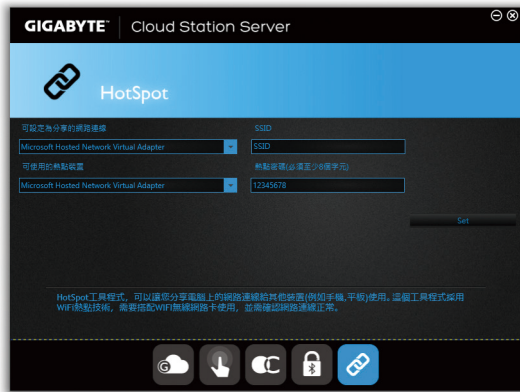 GIGABYTE™ Cloud Station Server
HotSpot
可設定為分享的網路連線 SSID
Microsoft Hosted Network Virtual Adapter SSID
可使用的熱點裝置 熱點密碼(必須至少8個字元)
Microsoft Hosted Network Virtual Adapter 12345678
Set
HotSpot工具程式，可以讓您分享電腦上的網路連線給其他裝置(例如手機,平板)使用。這個工具程式採用
WiFi熱點技術，需要搭配WIFI無線網路卡使用，並需確認網路連線正常。
G